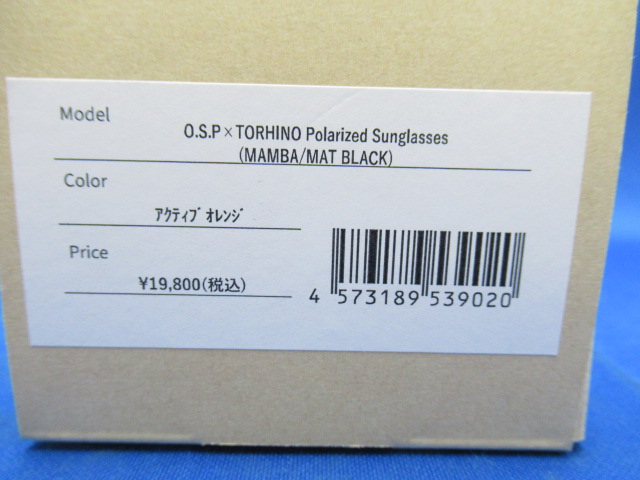 Model
O.S.P×TORHINO Polarized Sunglasses
(MAMBA/MAT BLACK)
Color
ｱｸﾃｨﾌﾞｵﾚﾝｼﾞ
Price
¥19,800(税込)
4 573189 539020